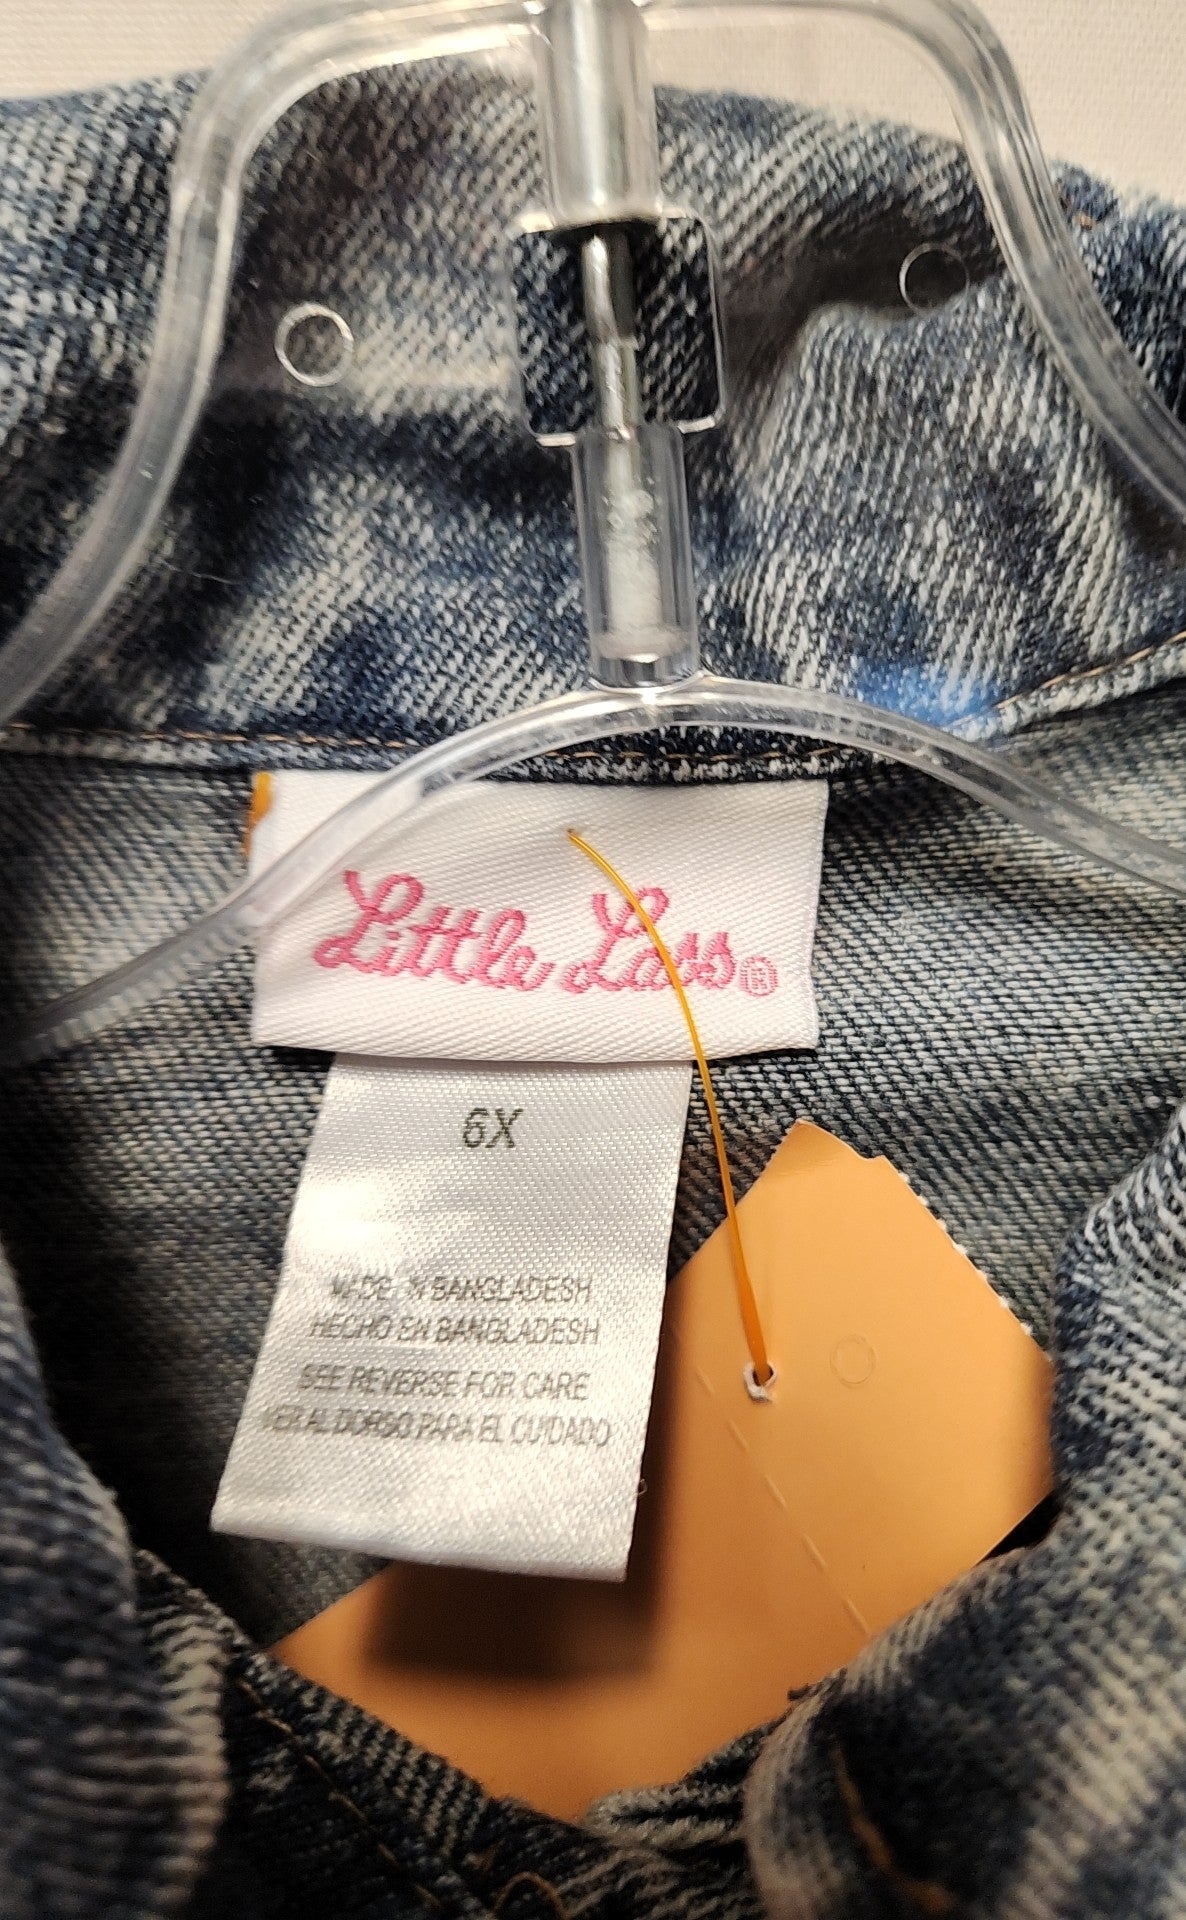 Little Lass®
6X
MADE IN BANGLADESH
HECHO EN BANGLADESH
SEE REVERSE FOR CARE
VER AL DORSO PARA EL CUIDADO